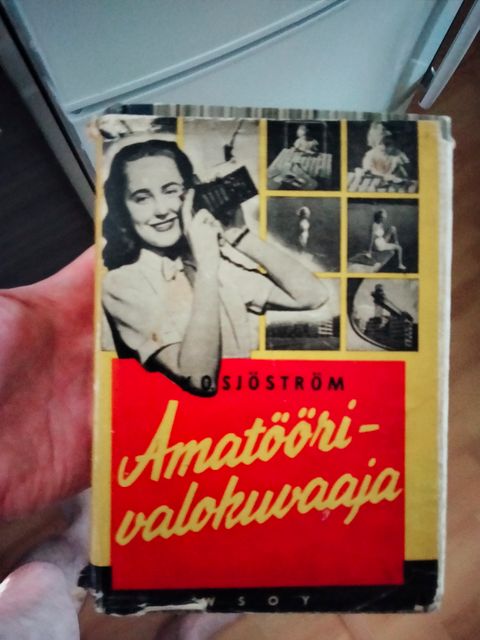 O. SJÖSTRÖM
Amatööri-
valokuvaaja
WSOY